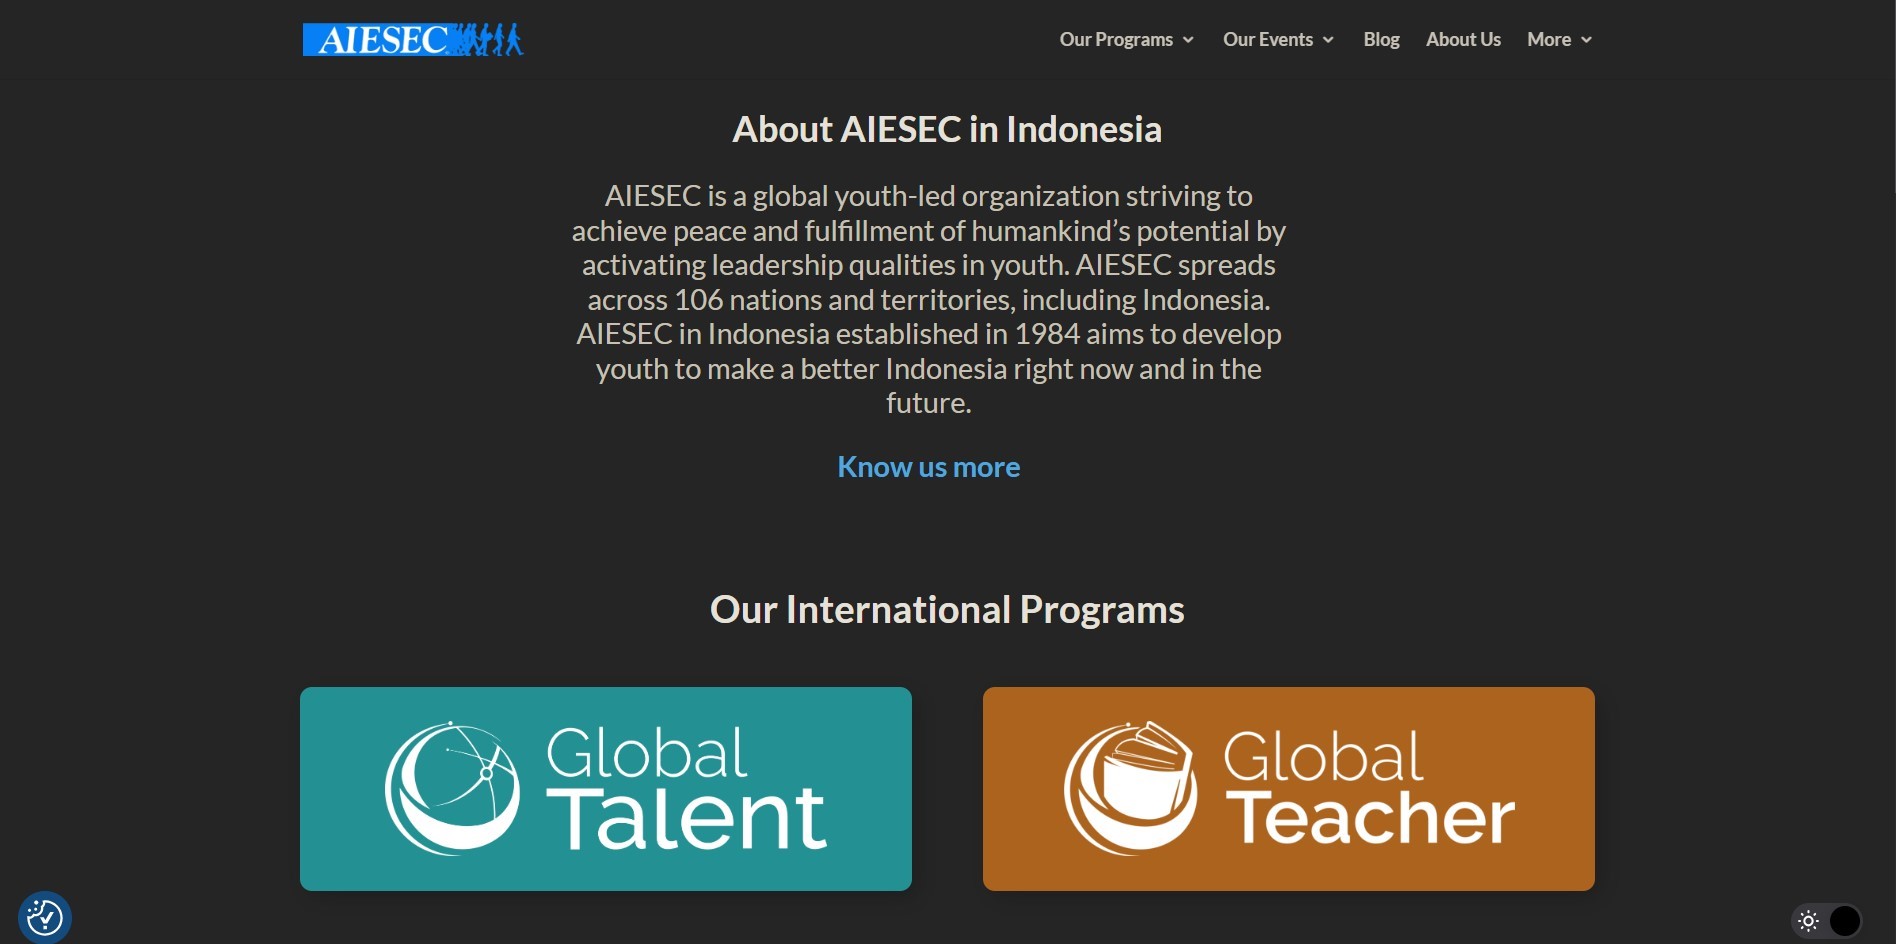 AIESEC
Our Programs
Our Events
Blog
About Us
More
About AIESEC in Indonesia
AIESEC is a global youth-led organization striving to
achieve peace and fulfillment of humankind’s potential by
activating leadership qualities in youth. AIESEC spreads
across 106 nations and territories, including Indonesia.
AIESEC in Indonesia established in 1984 aims to develop
youth to make a better Indonesia right now and in the
future.
Know us more
Our International Programs
Global
Talent
Global
Teacher